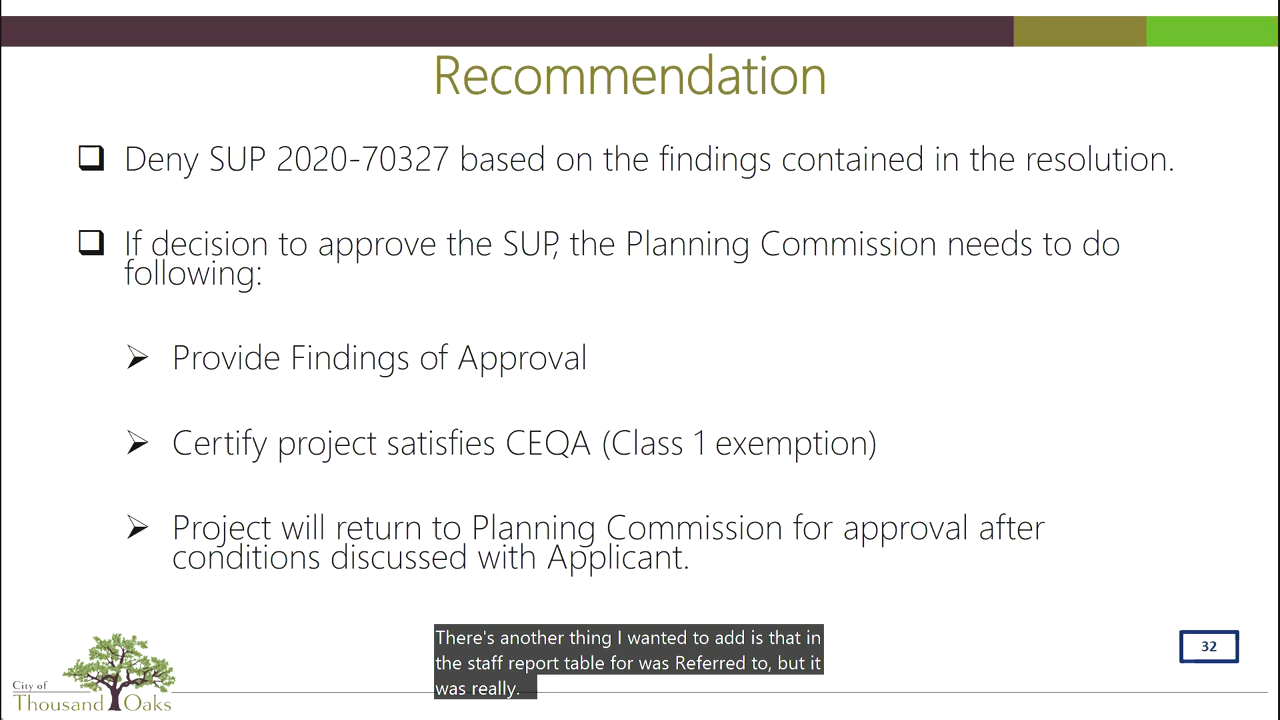 Recommendation
Deny SUP 2020-70327 based on the findings contained in the resolution.
If decision to approve the SUP, the Planning Commission needs to do
following:
Provide Findings of Approval
Certify project satisfies CEQA (Class 1 exemption)
Project will return to Planning Commission for approval after
conditions discussed with Applicant.
There's another thing I wanted to add is that in
the staff report table for was Referred to, but it
was really.
32
City of
Thousand Oaks